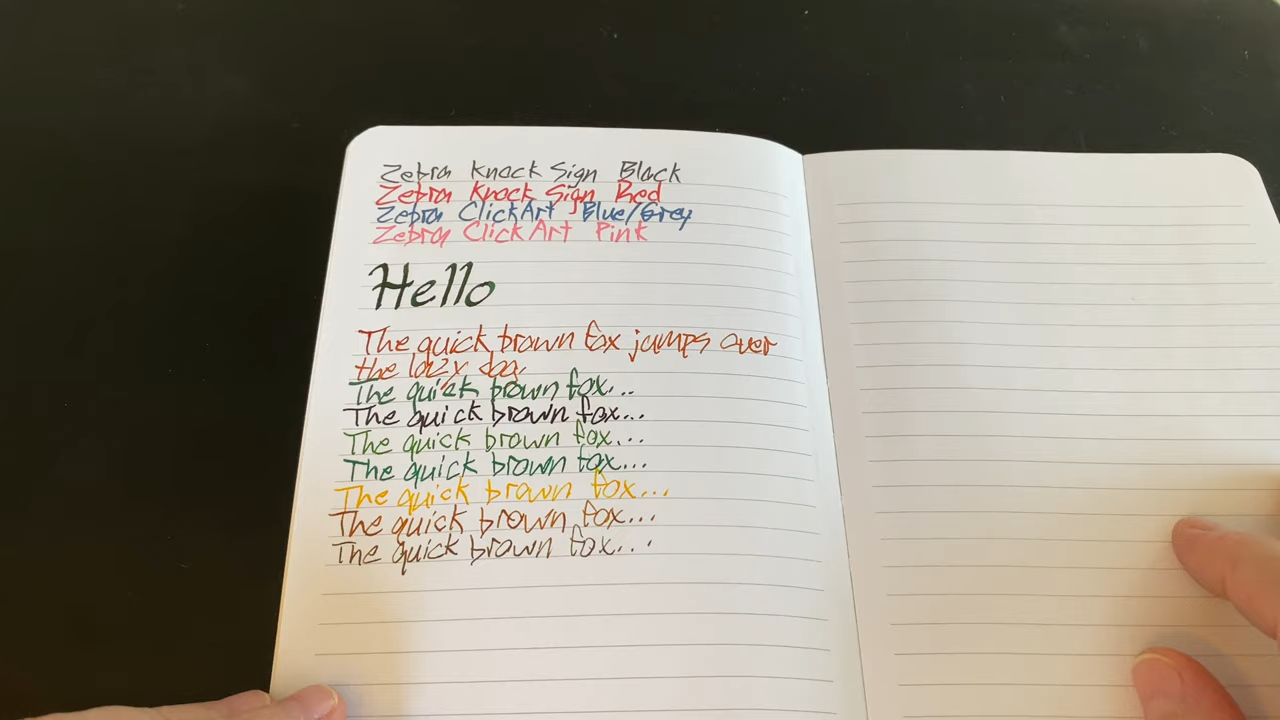 Zebra Knock Sign Black
Zebra Knock Sign Red
Zebra ClickArt Blue/Grey
Zebra ClickArt Pink
Hello
The quick brown fox jumps over
the lazy dog.
The quick brown fox...
The quick brown fox...
The quick brown fox...
The quick brown fox...
The quick brown fox...
The quick brown fox...
The quick brown fox...